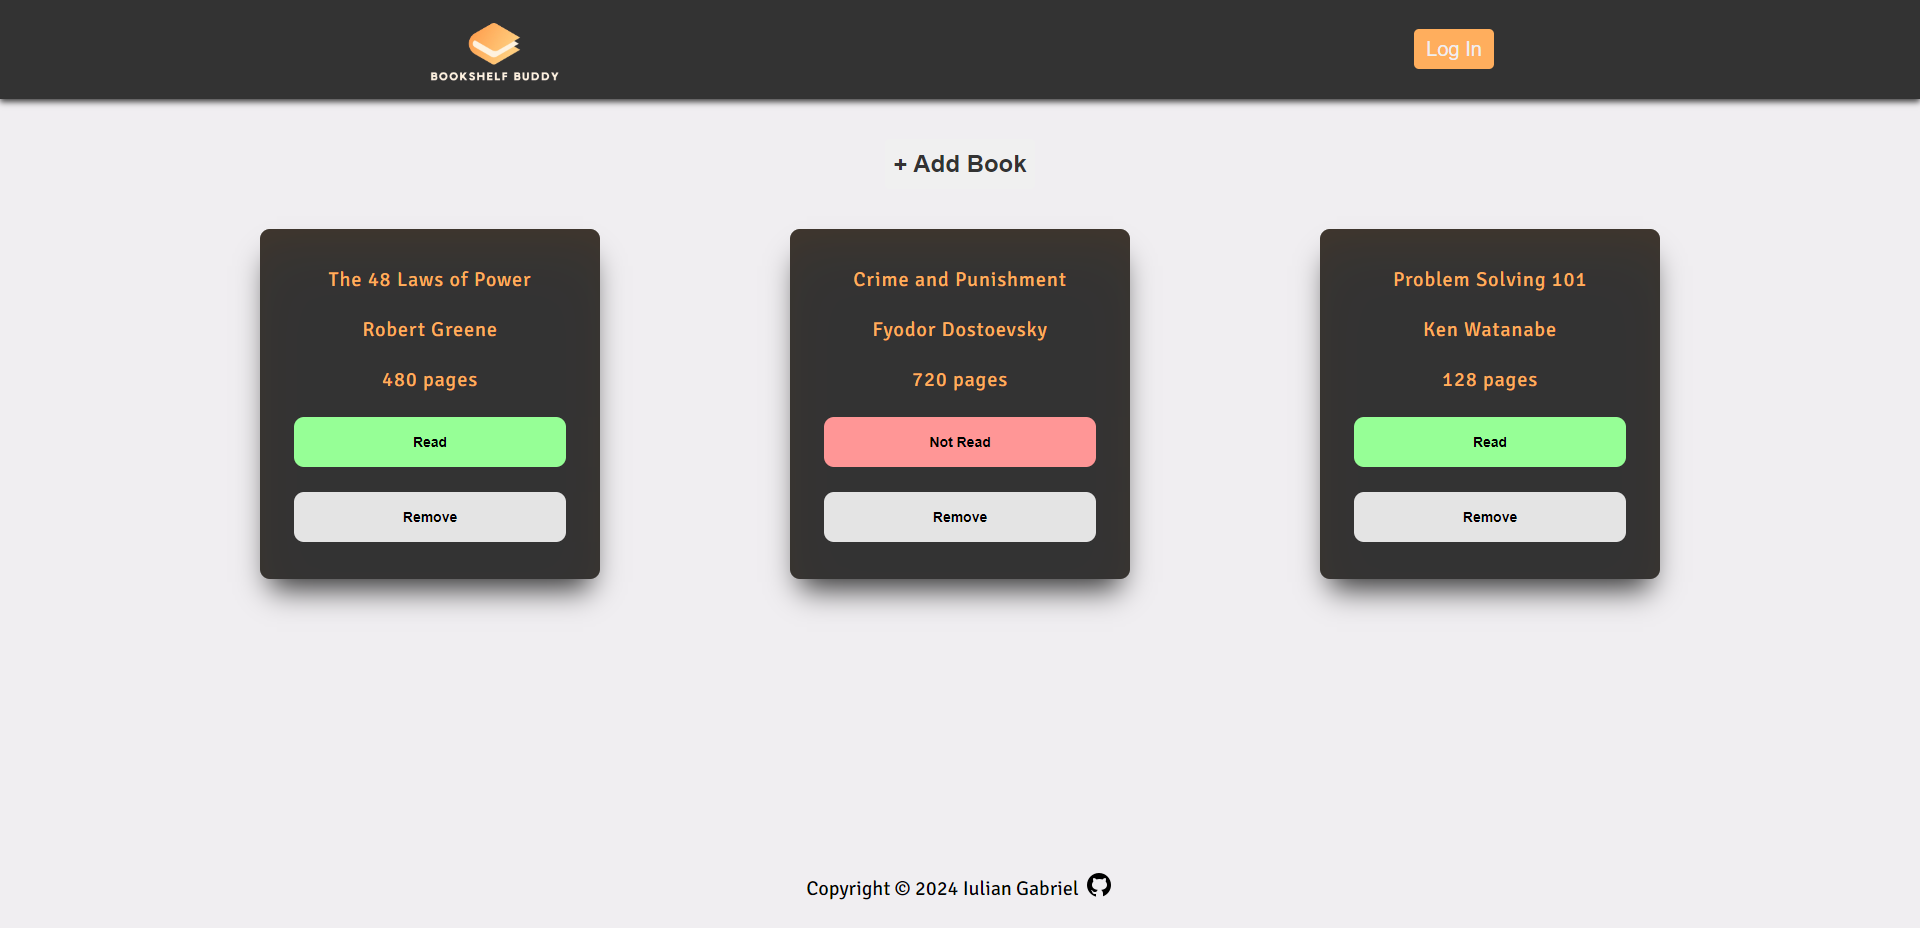 BOOKSHELF BUDDY
Log In
+ Add Book
The 48 Laws of Power
Robert Greene
480 pages
Read
Remove
Crime and Punishment
Fyodor Dostoevsky
720 pages
Not Read
Remove
Problem Solving 101
Ken Watanabe
128 pages
Read
Remove
Copyright © 2024 Iulian Gabriel